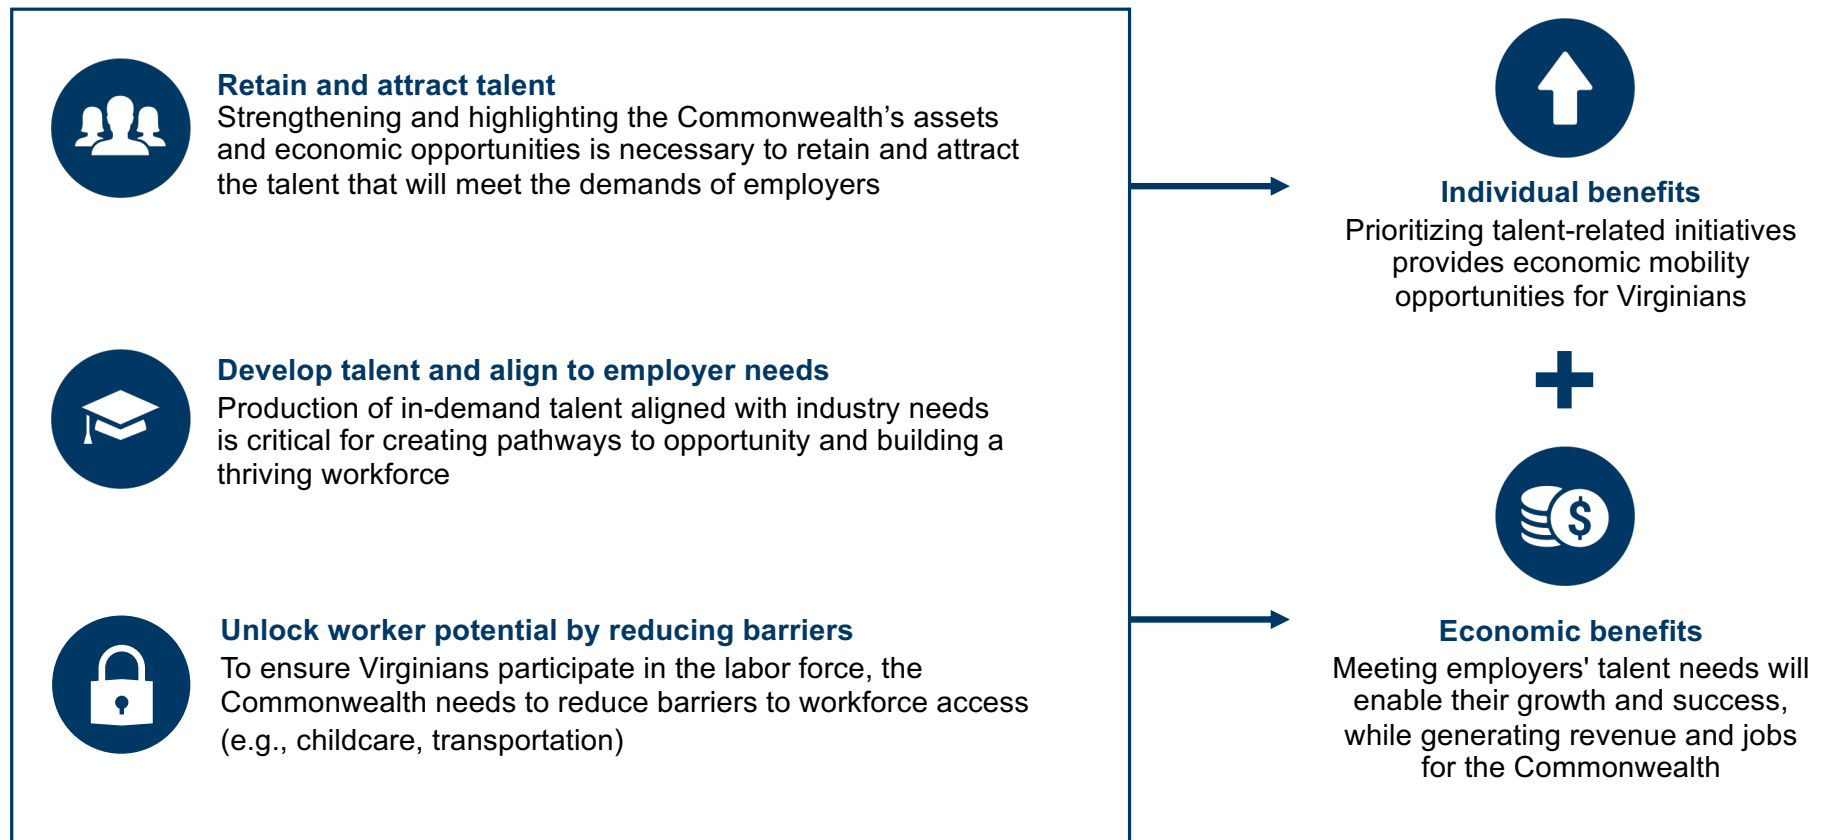 Retain and attract talent
Strengthening and highlighting the Commonwealth’s assets
and economic opportunities is necessary to retain and attract
the talent that will meet the demands of employers
Develop talent and align to employer needs
Production of in-demand talent aligned with industry needs
is critical for creating pathways to opportunity and building a
thriving workforce
Unlock worker potential by reducing barriers
To ensure Virginians participate in the labor force, the
Commonwealth needs to reduce barriers to workforce access
(e.g., childcare, transportation)
Individual benefits
Prioritizing talent-related initiatives
provides economic mobility
opportunities for Virginians
+
$
Economic benefits
Meeting employers' talent needs will
enable their growth and success,
while generating revenue and jobs
for the Commonwealth